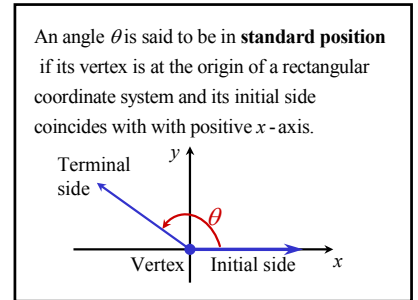 An angle θ is said to be in standard position
if its vertex is at the origin of a rectangular
coordinate system and its initial side
coincides with with positive x - axis.
y
Terminal
side
θ
Vertex Initial side x